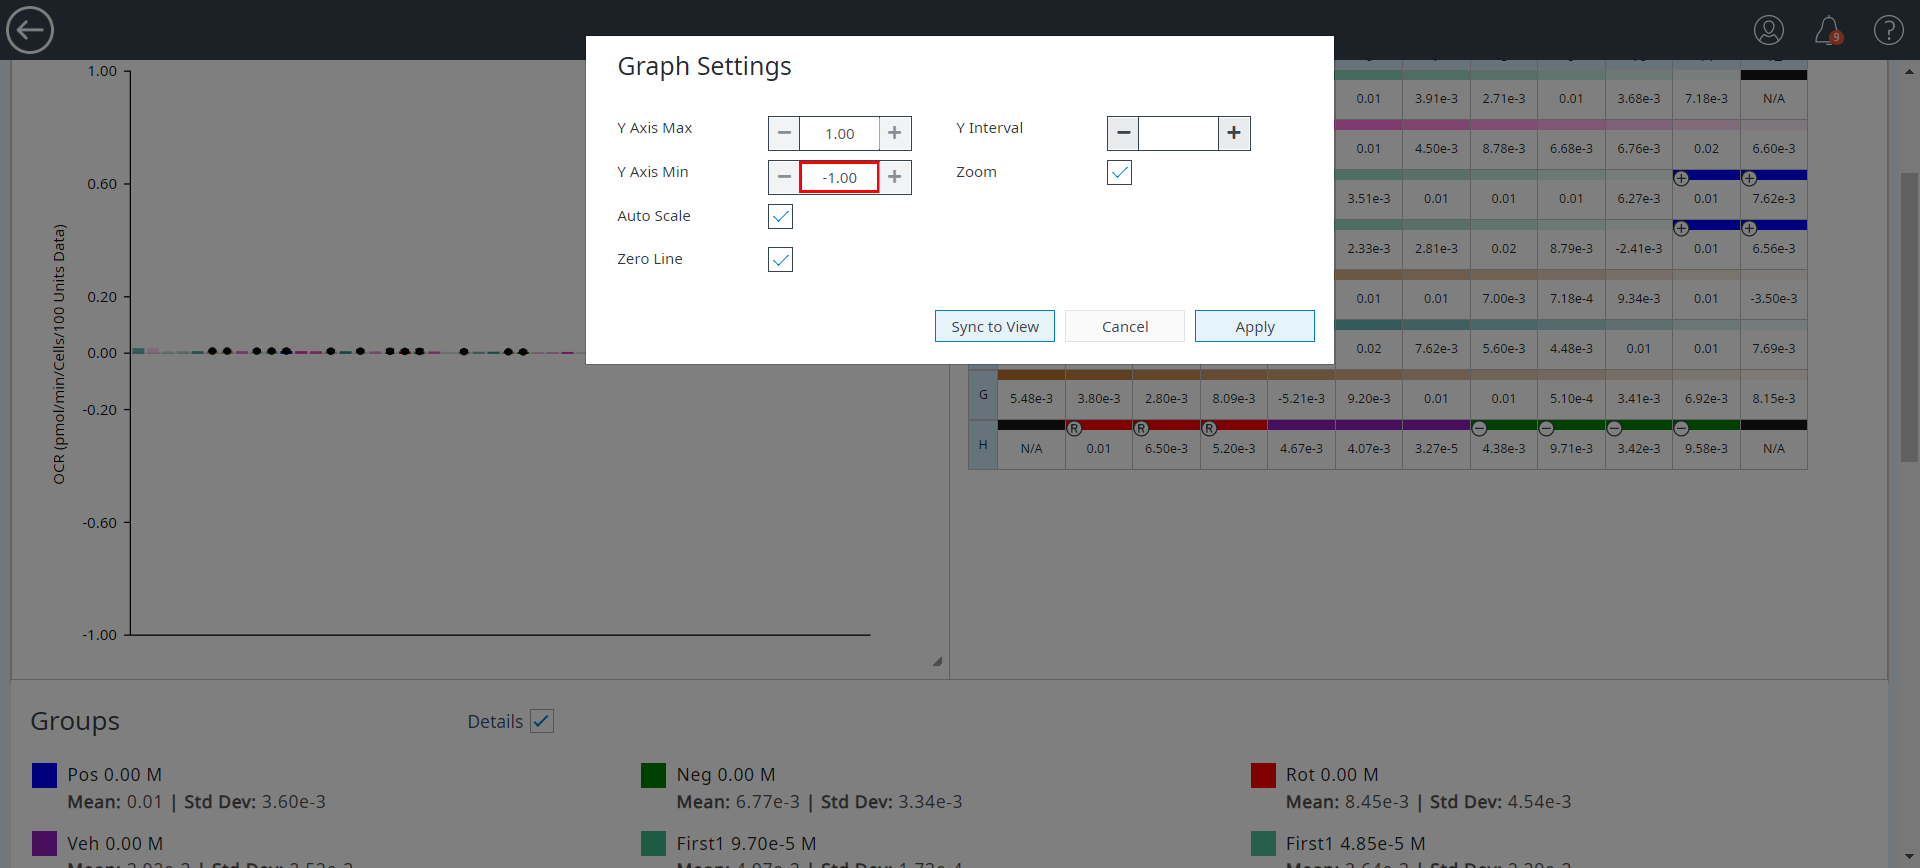 9
?
Graph Settings
Y Axis Max
1.00
Y Interval
Y Axis Min
-1.00
Zoom
Auto Scale
Zero Line
Sync to View
Cancel
Apply
OCR (pmol/min/Cells/100 Units Data)
1.00
0.60
0.20
0.00
-0.20
-0.60
-1.00
0.01 3.91e-3 2.71e-3 0.01 3.68e-3 7.18e-3 N/A
0.01 4.50e-3 8.78e-3 6.68e-3 6.76e-3 0.02 6.60e-3
3.51e-3 0.01 0.01 0.01 6.27e-3 0.01 7.62e-3
2.33e-3 2.81e-3 0.02 8.79e-3 -2.41e-3 0.01 6.56e-3
0.01 0.01 7.00e-3 7.18e-4 9.34e-3 0.01 -3.50e-3
0.02 7.62e-3 5.60e-3 4.48e-3 0.01 0.01 7.69e-3
G 5.48e-3 3.80e-3 2.80e-3 8.09e-3 -5.21e-3 9.20e-3 0.01 0.01 5.10e-4 3.41e-3 6.92e-3 8.15e-3
R R R
H N/A 0.01 6.50e-3 5.20e-3 4.67e-3 4.07e-3 3.27e-5 4.38e-3 9.71e-3 3.42e-3 9.58e-3 N/A
Groups
Details
Pos 0.00 M
Mean: 0.01 | Std Dev: 3.60e-3
Neg 0.00 M
Mean: 6.77e-3 | Std Dev: 3.34e-3
Rot 0.00 M
Mean: 8.45e-3 | Std Dev: 4.54e-3
Veh 0.00 M
First1 9.70e-5 M
First1 4.85e-5 M